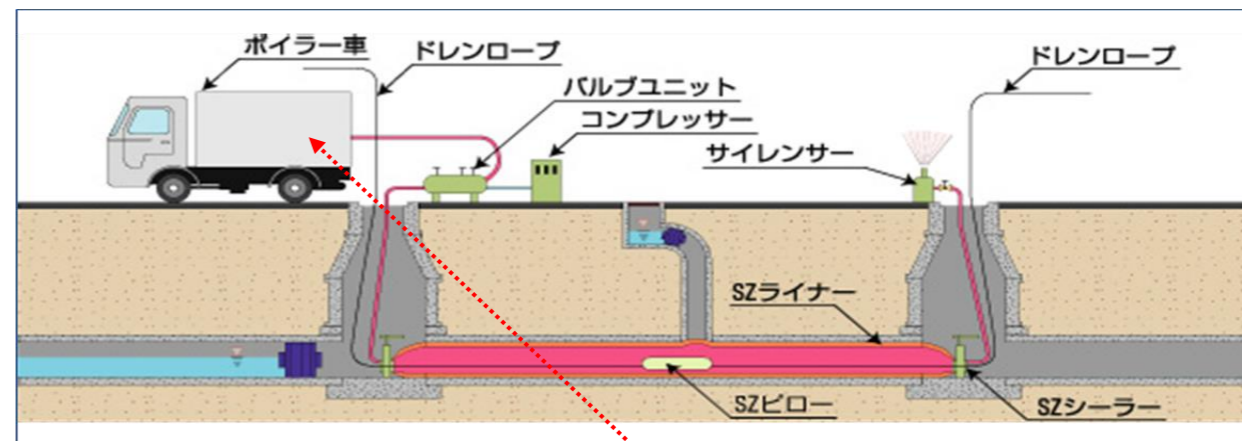 ボイラー車
ドレンロープ
ドレンロープ
バルブユニット
コンプレッサー
サイレンサー
SZライナー
SZピロー
SZシーラー